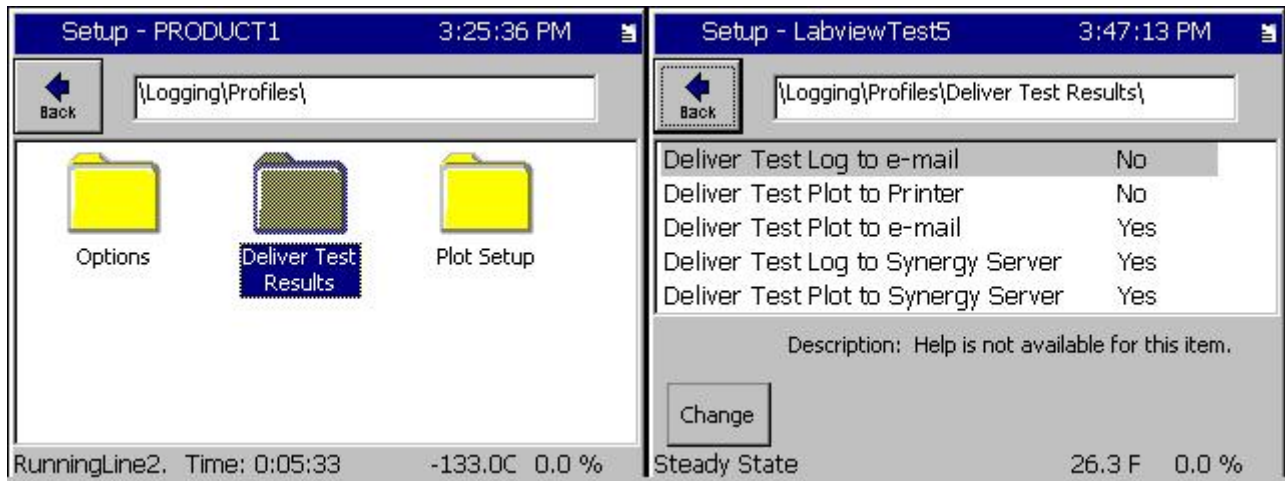 Setup - PRODUCT1 3:25:36 PM
Back
\Logging\Profiles\
Options
Deliver Test
Results
Plot Setup
RunningLine2. Time: 0:05:33 -133.0C 0.0 %
Setup - LabviewTest5 3:47:13 PM
Back
\Logging\Profiles\Deliver Test Results\
Deliver Test Log to e-mail No
Deliver Test Plot to Printer No
Deliver Test Plot to e-mail Yes
Deliver Test Log to Synergy Server Yes
Deliver Test Plot to Synergy Server Yes
Description: Help is not available for this item.
Change
Steady State 26.3 F 0.0 %